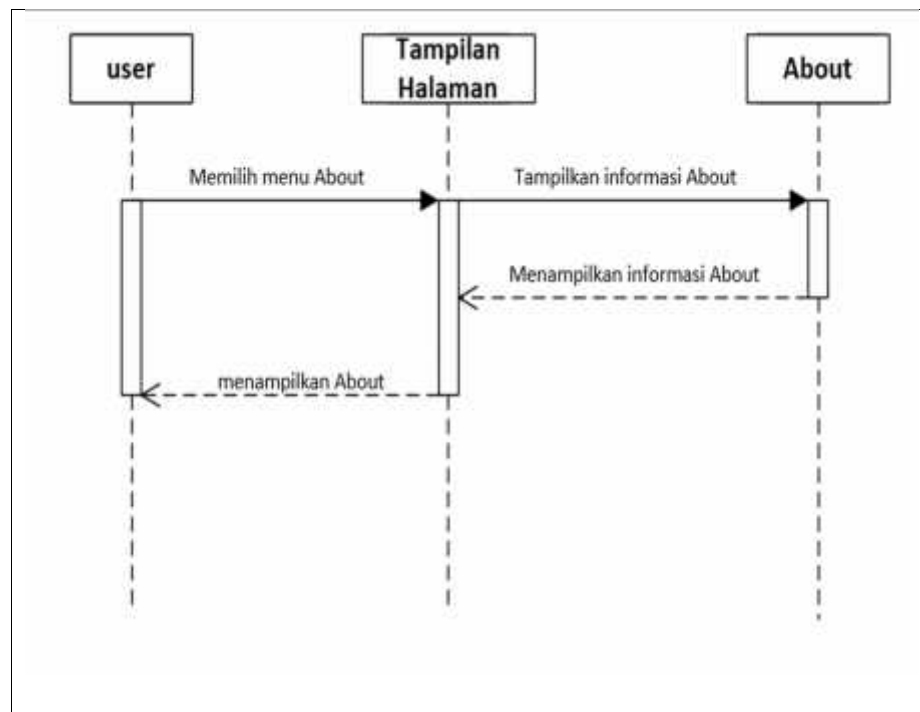 user
Tampilan
Halaman
About
Memilih menu About
Tampilkan informasi About
Menampilkan informasi About
menampilkan About